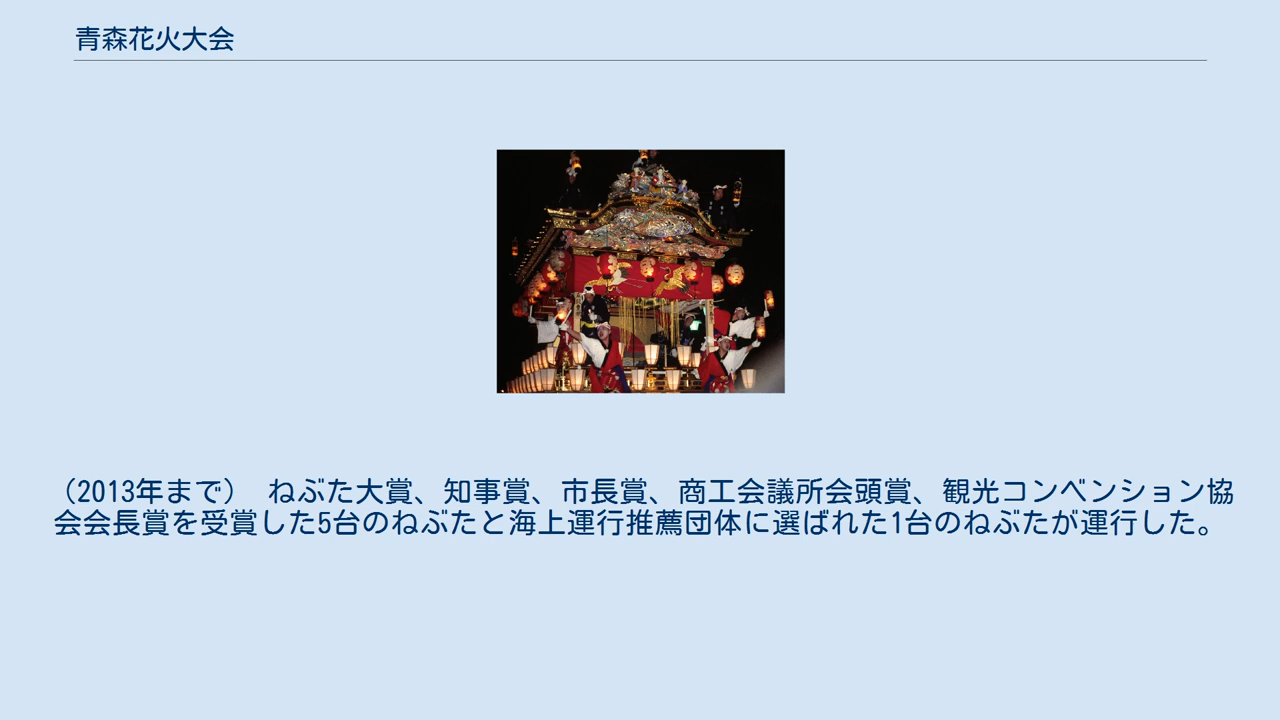 青森花火大会
（2013年まで）　ねぶた大賞、知事賞、市長賞、商工会議所会頭賞、観光コンベンション協
会会長賞を受賞した5台のねぶたと海上運行推薦団体に選ばれた1台のねぶたが運行した。